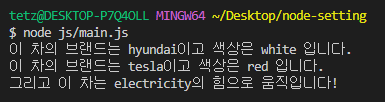 tetz@DESKTOP-P7Q4OLL MINGW64 ~/Desktop/node-setting
$ node js/main.js
이 차의 브랜드는 hyundai이고 색상은 white 입니다.
이 차의 브랜드는 tesla이고 색상은 red 입니다.
그리고 이 차는 electricity의 힘으로 움직입니다!